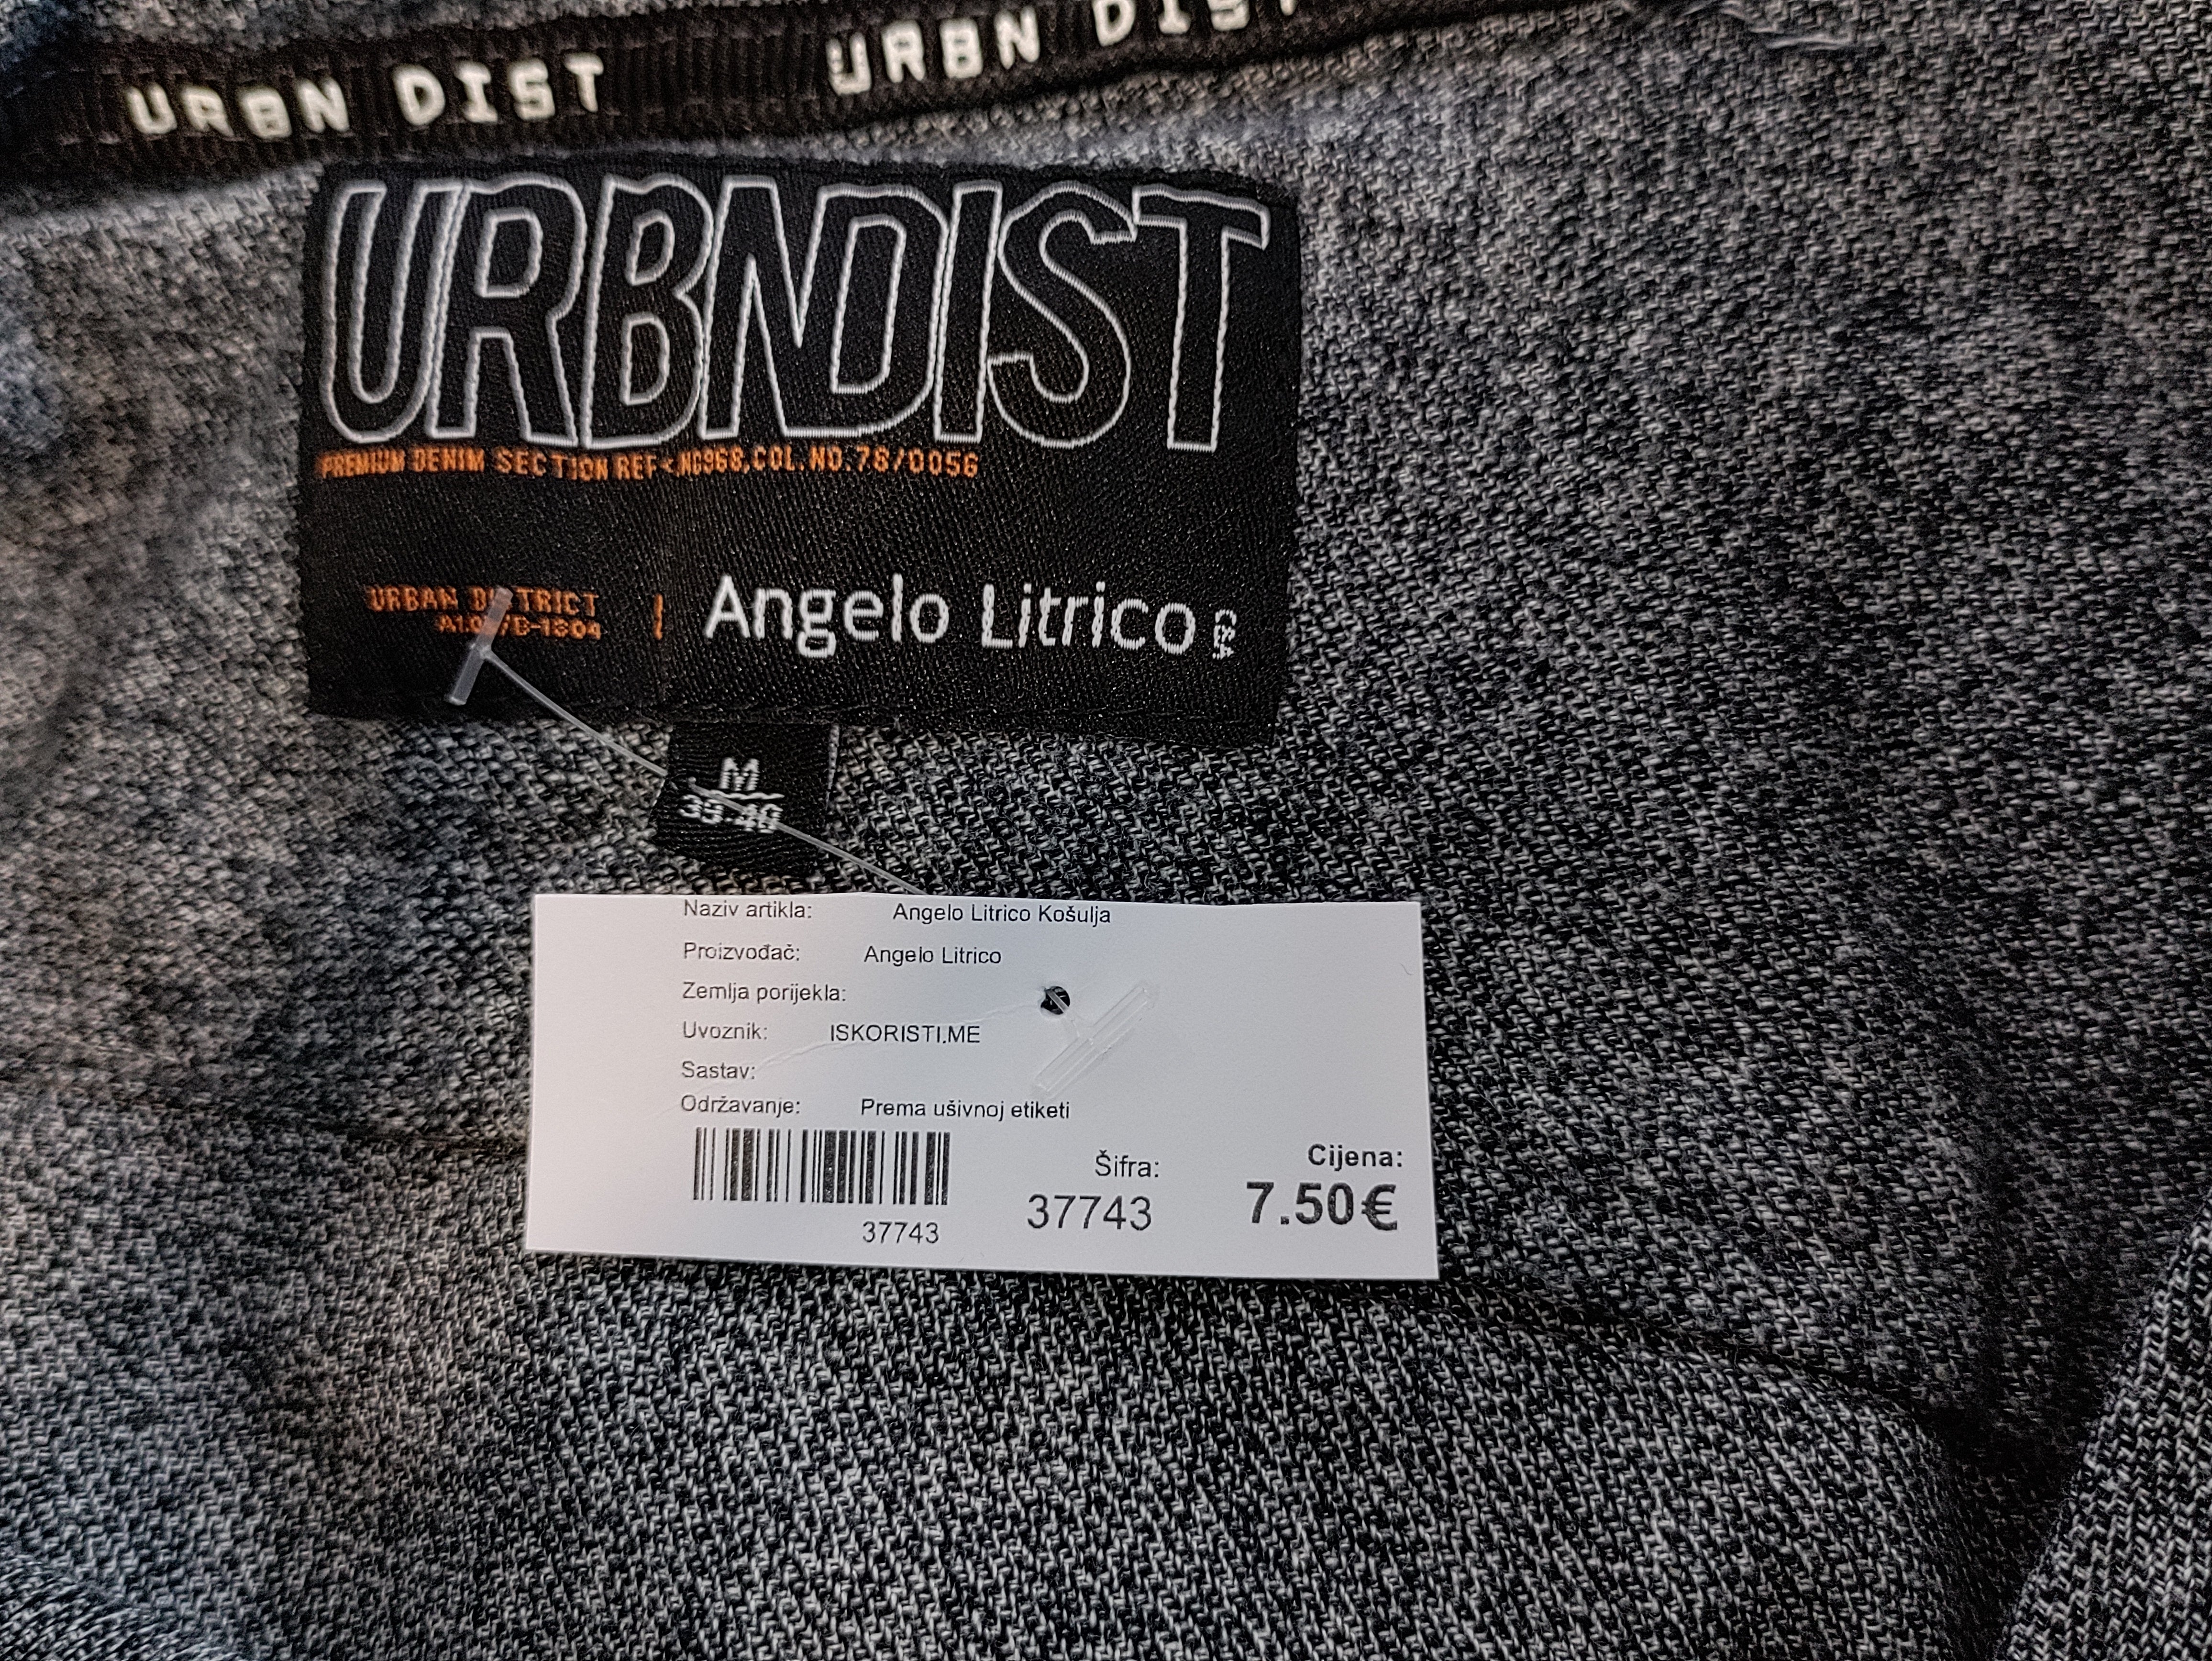 URBN DIST URBN DIST
URBNDIST
PREMIUM DENIM SECTION REF<.NG968,COL.NO.78/0056
URBAN DISTRICT
Angelo Litrico C&A
M
Naziv artikla: Angelo Litrico Košulja
Proizvođač: Angelo Litrico
Zemlja porijekla:
Uvoznik: ISKORISTI.ME
Sastav:
Održavanje: Prema ušivnoj etiketi
Šifra: Cijena:
37743 7.50€
37743